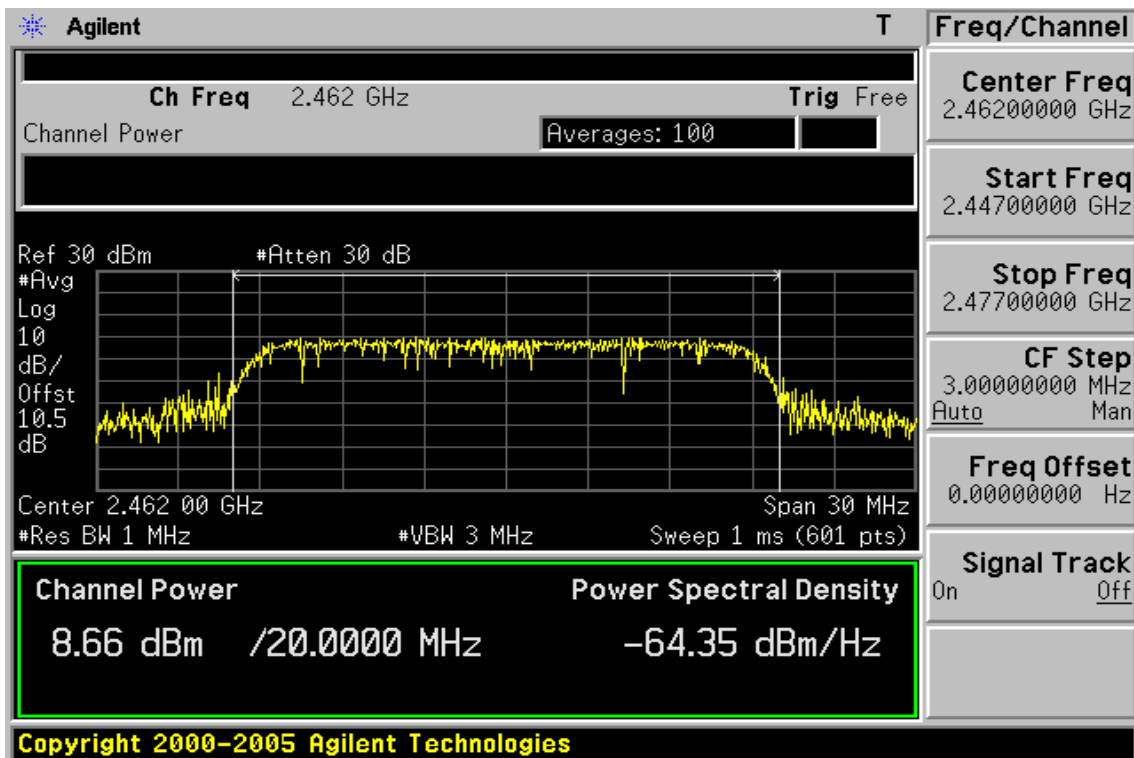 Agilent T
Ch Freq 2.462 GHz Trig Free
Channel Power Averages: 100
Ref 30 dBm #Atten 30 dB
#Avg
Log
10
dB/
Offst
10.5
dB
Center 2.462 00 GHz Span 30 MHz
#Res BW 1 MHz #VBW 3 MHz Sweep 1 ms (601 pts)
Channel Power Power Spectral Density
8.66 dBm /20.0000 MHz -64.35 dBm/Hz
Copyright 2000-2005 Agilent Technologies
Freq/Channel
Center Freq
2.46200000 GHz
Start Freq
2.44700000 GHz
Stop Freq
2.47700000 GHz
CF Step
3.00000000 MHz
Auto Man
Freq Offset
0.00000000 Hz
Signal Track
On Off